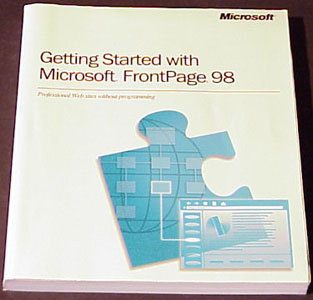 Microsoft
Getting Started with
Microsoft FrontPage 98
Professional Web sites without programming